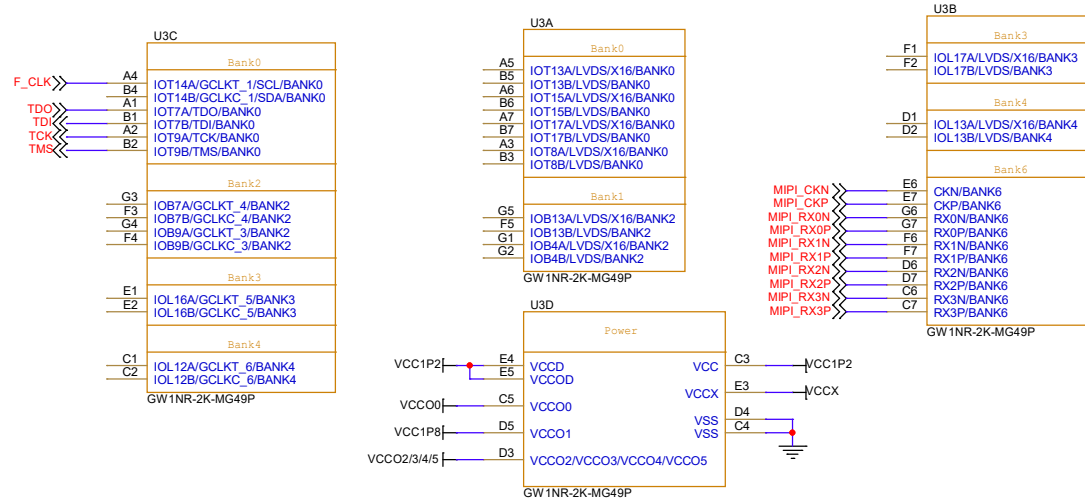 U3C
Bank0
F_CLK A4 IOT14A/GCLKT_1/SCL/BANK0
B4 IOT14B/GCLKC_1/SDA/BANK0
TDO A1 IOT7A/TDO/BANK0
TDI B1 IOT7B/TDI/BANK0
TCK A2 IOT9A/TCK/BANK0
TMS B2 IOT9B/TMS/BANK0
Bank2
G3 IOB7A/GCLKT_4/BANK2
F3 IOB7B/GCLKC_4/BANK2
G4 IOB9A/GCLKT_3/BANK2
F4 IOB9B/GCLKC_3/BANK2
Bank3
E1 IOL16A/GCLKT_5/BANK3
E2 IOL16B/GCLKC_5/BANK3
Bank4
C1 IOL12A/GCLKT_6/BANK4
C2 IOL12B/GCLKC_6/BANK4
GW1NR-2K-MG49P
U3A
Bank0
A5 IOT13A/LVDS/X16/BANK0
B5 IOT13B/LVDS/BANK0
A6 IOT15A/LVDS/X16/BANK0
B6 IOT15B/LVDS/BANK0
A7 IOT17A/LVDS/X16/BANK0
B7 IOT17B/LVDS/BANK0
A3 IOT8A/LVDS/X16/BANK0
B3 IOT8B/LVDS/BANK0
Bank1
G5 IOB13A/LVDS/X16/BANK2
F5 IOB13B/LVDS/BANK2
G1 IOB4A/LVDS/X16/BANK2
G2 IOB4B/LVDS/BANK2
GW1NR-2K-MG49P
U3B
Bank3
F1 IOL17A/LVDS/X16/BANK3
F2 IOL17B/LVDS/BANK3
Bank4
D1 IOL13A/LVDS/X16/BANK4
D2 IOL13B/LVDS/BANK4
Bank6
MIPI_CKN E6 CKN/BANK6
MIPI_CKP E7 CKP/BANK6
MIPI_RX0N G6 RX0N/BANK6
MIPI_RX0P G7 RX0P/BANK6
MIPI_RX1N F6 RX1N/BANK6
MIPI_RX1P F7 RX1P/BANK6
MIPI_RX2N D6 RX2N/BANK6
MIPI_RX2P D7 RX2P/BANK6
MIPI_RX3N C6 RX3N/BANK6
MIPI_RX3P C7 RX3P/BANK6
GW1NR-2K-MG49P
U3D
Power
VCC1P2 E4 VCCD VCC C3 VCC1P2
E5 VCCOD
VCCX E3 VCCX
VCCO0 C5 VCCO0
VSS D4
VCC1P8 D5 VCCO1 VSS C4
VCCO2/3/4/5 D3 VCCO2/VCCO3/VCCO4/VCCO5
GW1NR-2K-MG49P